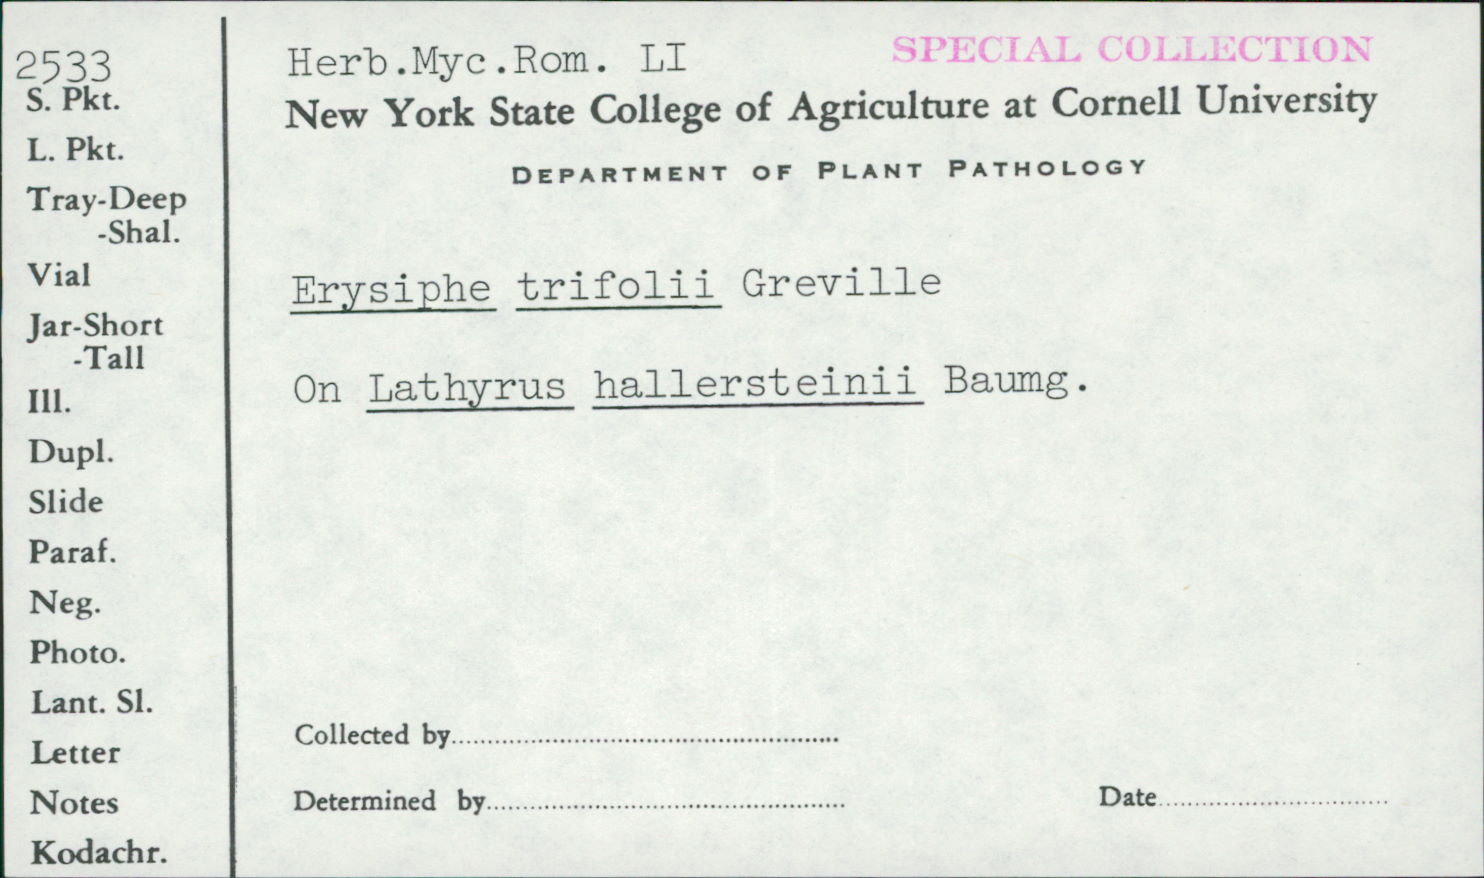 2533
S. Pkt.
L. Pkt.
Tray-Deep
-Shal.
Vial
Jar-Short
-Tall
Ill.
Dupl.
Slide
Paraf.
Neg.
Photo.
Lant. Sl.
Letter
Notes
Kodachr.
Herb.Myc.Rom. LI
SPECIAL COLLECTION
New York State College of Agriculture at Cornell University
DEPARTMENT OF PLANT PATHOLOGY
Erysiphe trifolii Greville
On Lathyrus hallersteinii Baumg.
Collected by
Determined by
Date